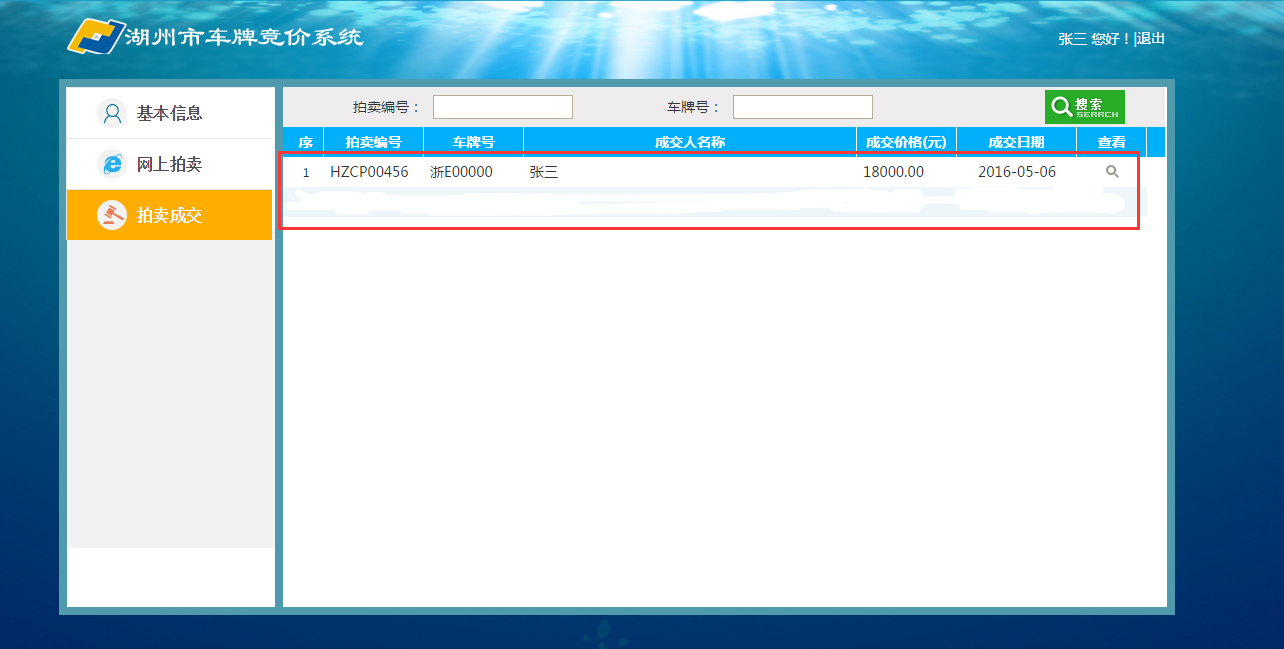 湖州市车牌竞价系统
张三 您好！|退出
基本信息
网上拍卖
拍卖成交
拍卖编号： 车牌号： 搜索 SEARCH
序 拍卖编号 车牌号 成交人名称 成交价格(元) 成交日期 查看
1 HZCP00456 浙E00000 张三 18000.00 2016-05-06